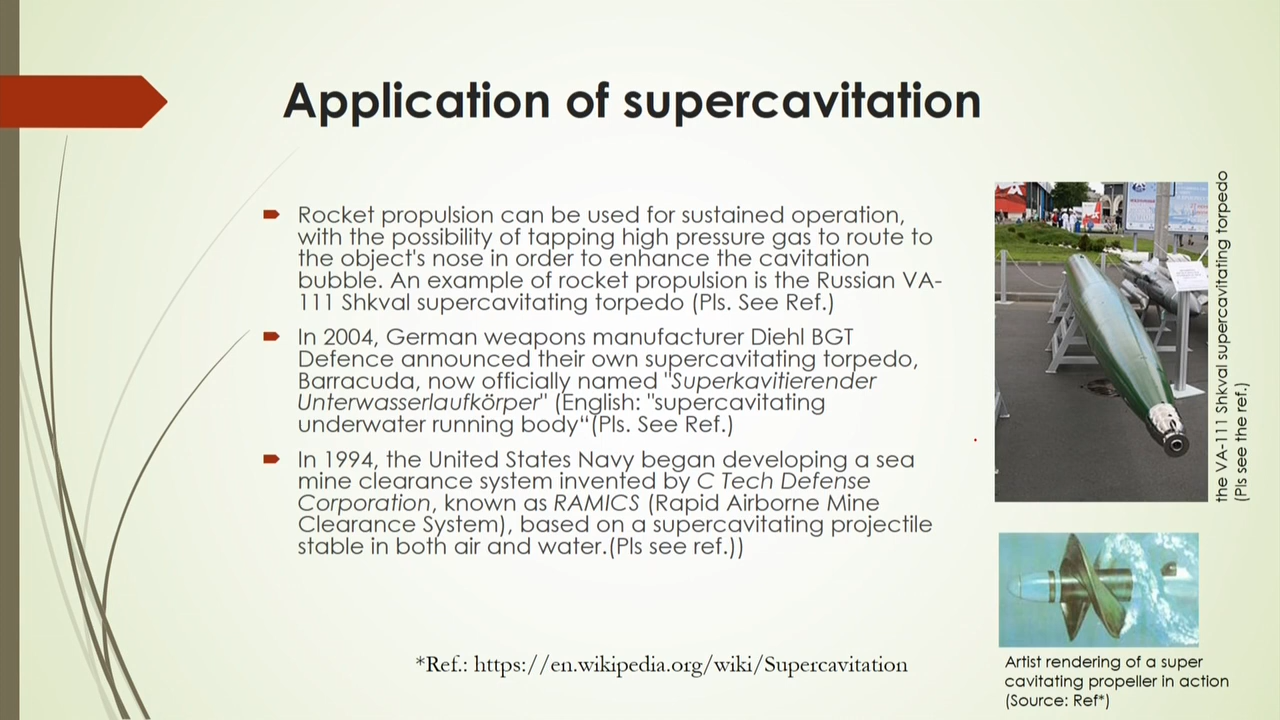 Application of supercavitation
Rocket propulsion can be used for sustained operation,
with the possibility of tapping high pressure gas to route to
the object's nose in order to enhance the cavitation
bubble. An example of rocket propulsion is the Russian VA-
111 Shkval supercavitating torpedo (Pls. See Ref.)
In 2004, German weapons manufacturer Diehl BGT
Defence announced their own supercavitating torpedo,
Barracuda, now officially named "Superkavitierender
Unterwasserlaufkörper" (English: "supercavitating
underwater running body“(Pls. See Ref.)
In 1994, the United States Navy began developing a sea
mine clearance system invented by C Tech Defense
Corporation, known as RAMICS (Rapid Airborne Mine
Clearance System), based on a supercavitating projectile
stable in both air and water.(Pls see ref.))
the VA-111 Shkval supercavitating torpedo
(Pls see the ref.)
Artist rendering of a super
cavitating propeller in action
(Source: Ref*)
*Ref.: https://en.wikipedia.org/wiki/Supercavitation